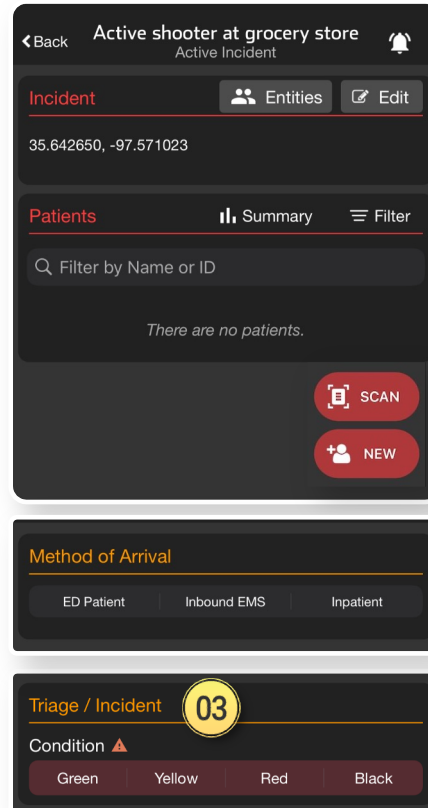 Back
Active shooter at grocery store
Active Incident
Incident
Entities
Edit
35.642650, -97.571023
Patients
Summary
Filter
Filter by Name or ID
There are no patients.
SCAN
NEW
Method of Arrival
ED Patient Inbound EMS Inpatient
Triage / Incident 03
Condition
Green Yellow Red Black